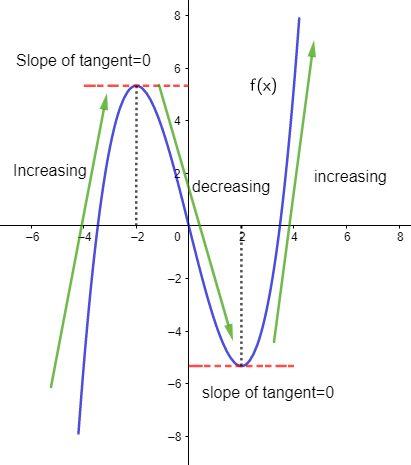 8
Slope of tangent=0
6
f(x)
4
Increasing
2
decreasing
increasing
−6 −4 −2 0 2 4 6 8
−2
−4
slope of tangent=0
−6
−8